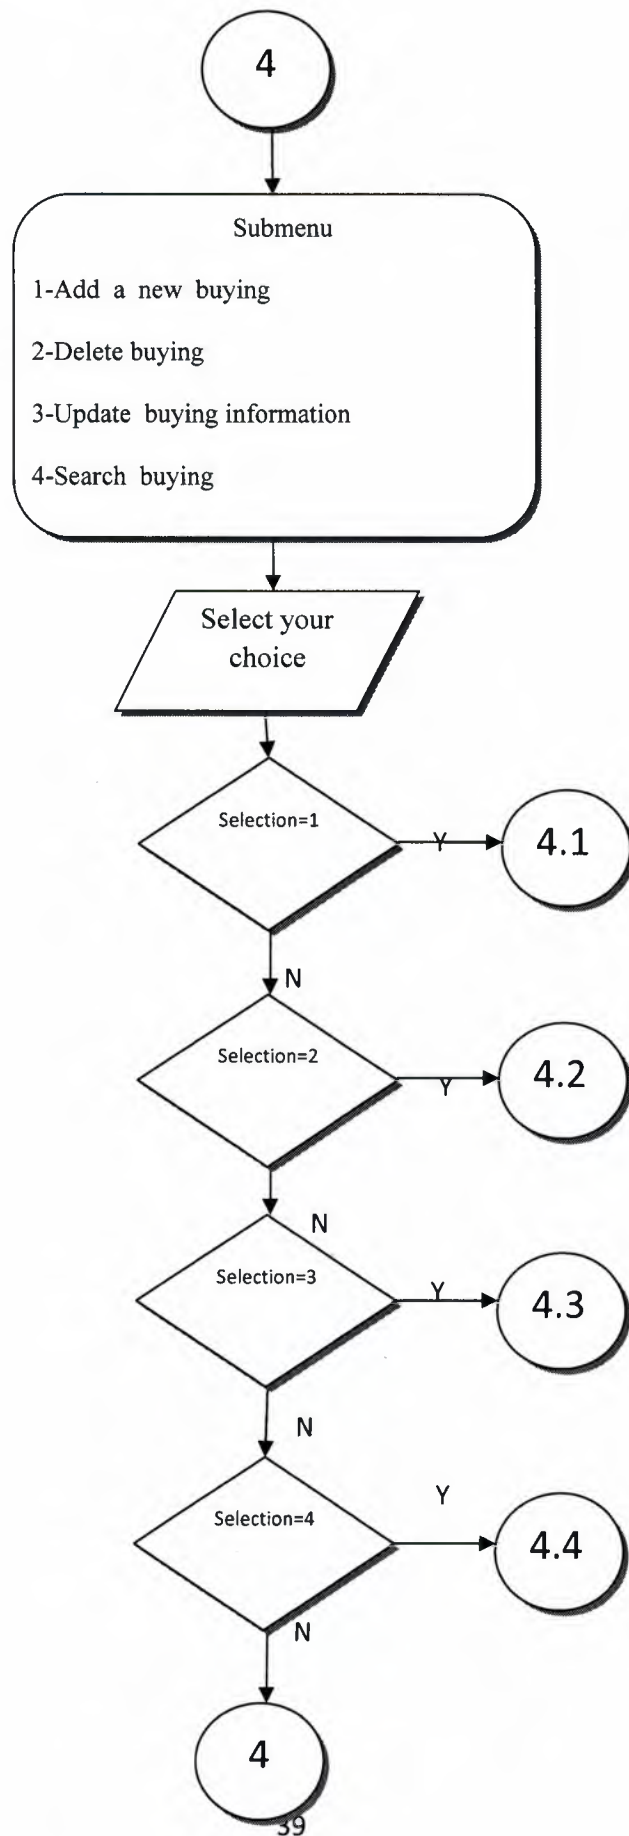 4
Submenu
1-Add a new buying
2-Delete buying
3-Update buying information
4-Search buying
Select your
choice
Selection=1
Y
4.1
N
Selection=2
Y
4.2
N
Selection=3
Y
4.3
N
Selection=4
Y
4.4
N
4
39